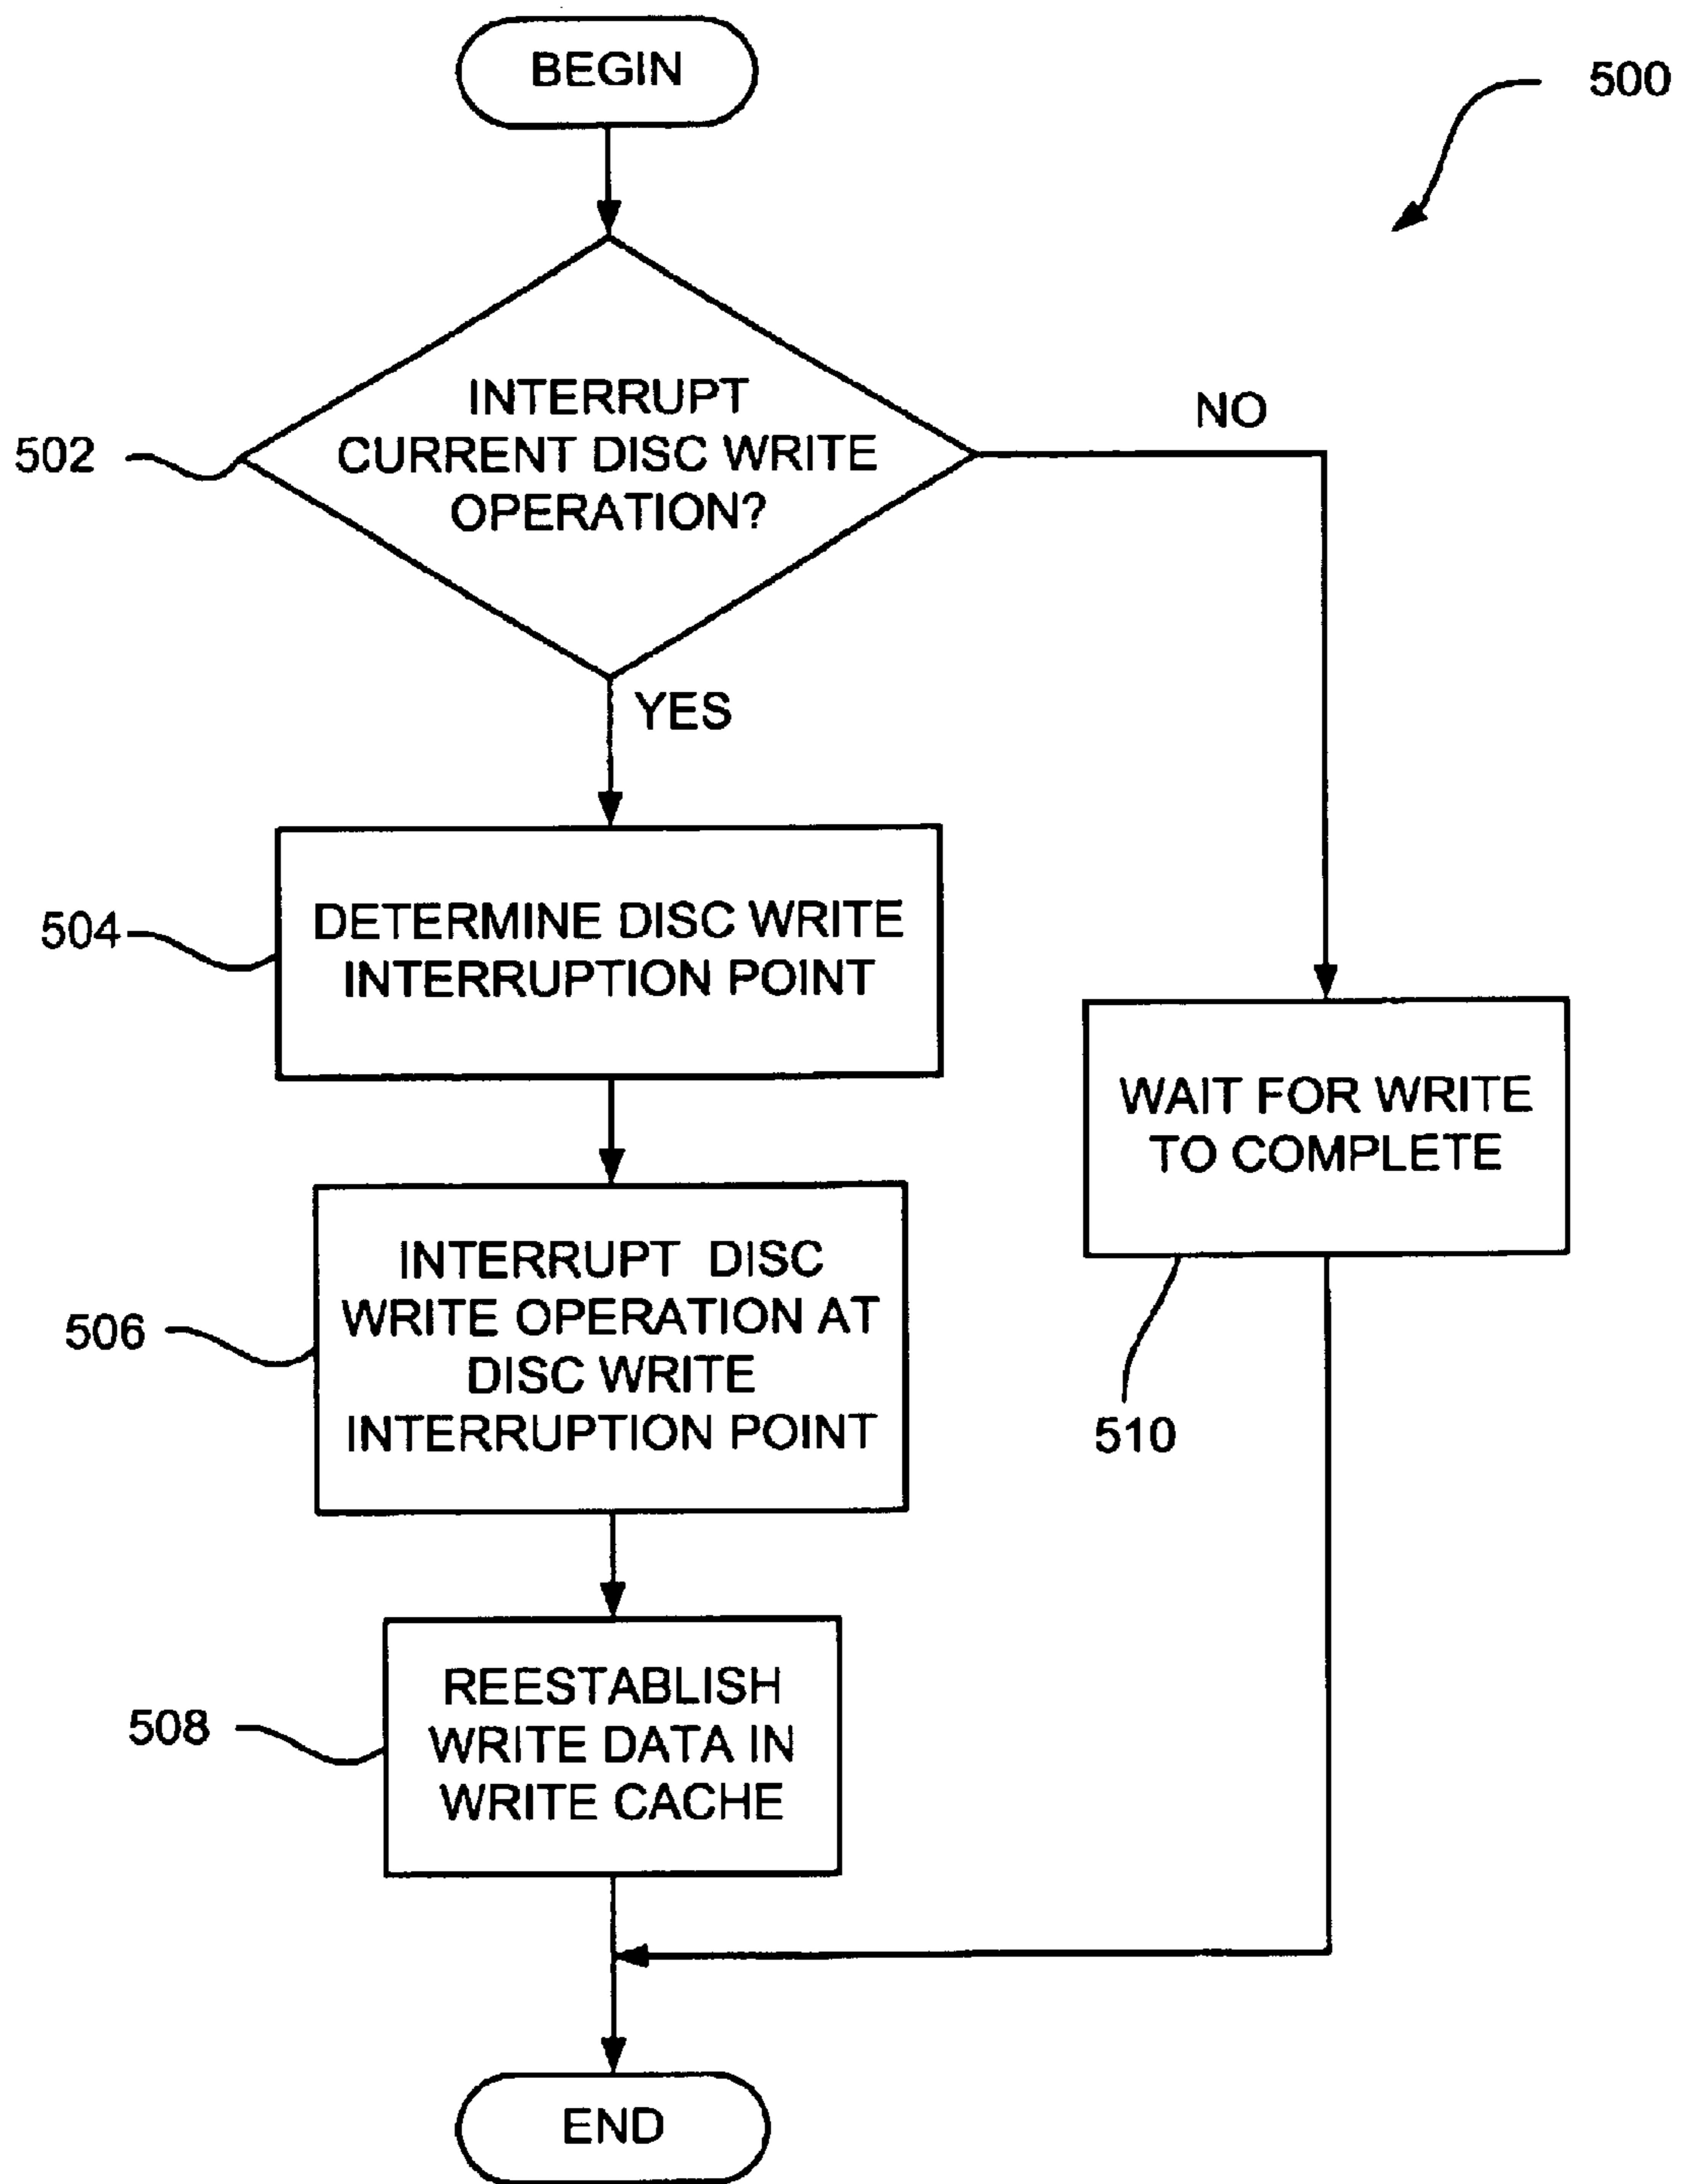 BEGIN
500
INTERRUPT
CURRENT DISC WRITE
OPERATION?
502
NO
YES
DETERMINE DISC WRITE
INTERRUPTION POINT
504
WAIT FOR WRITE
TO COMPLETE
510
INTERRUPT DISC
WRITE OPERATION AT
DISC WRITE
INTERRUPTION POINT
506
REESTABLISH
WRITE DATA IN
WRITE CACHE
508
END